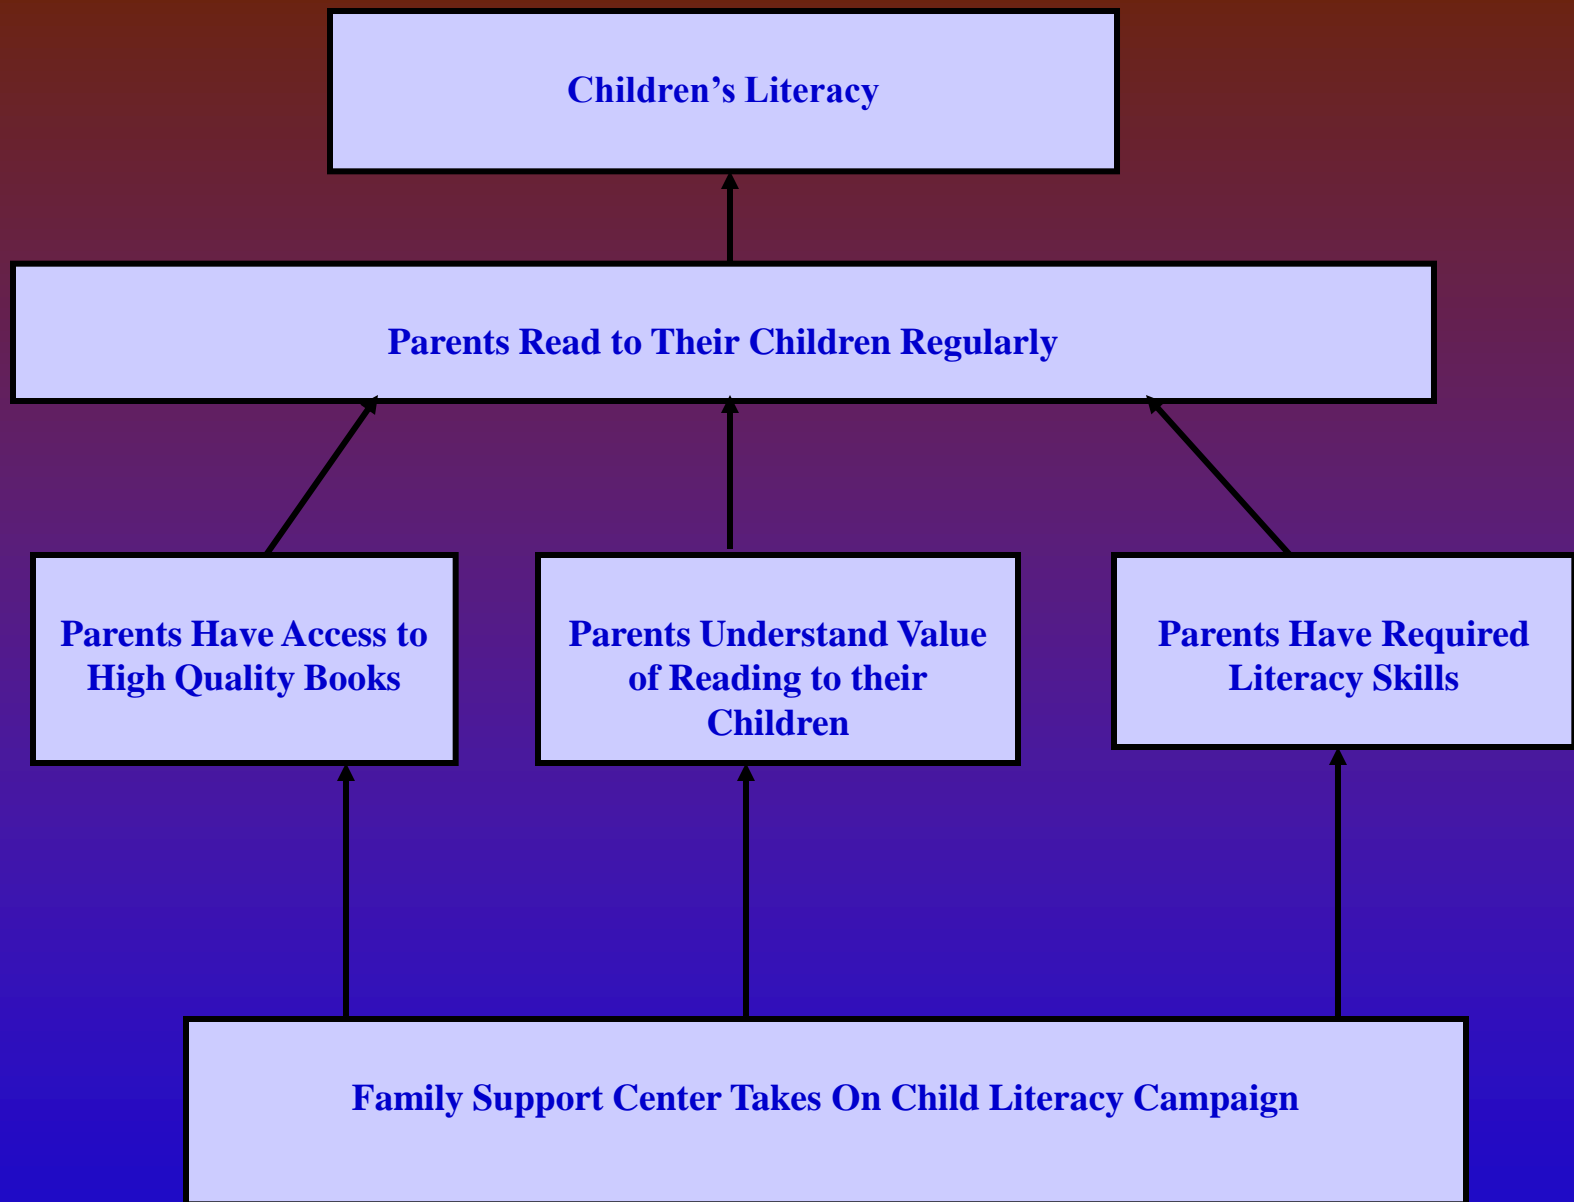 Children’s Literacy
Parents Read to Their Children Regularly
Parents Have Access to
High Quality Books
Parents Understand Value
of Reading to their
Children
Parents Have Required
Literacy Skills
Family Support Center Takes On Child Literacy Campaign